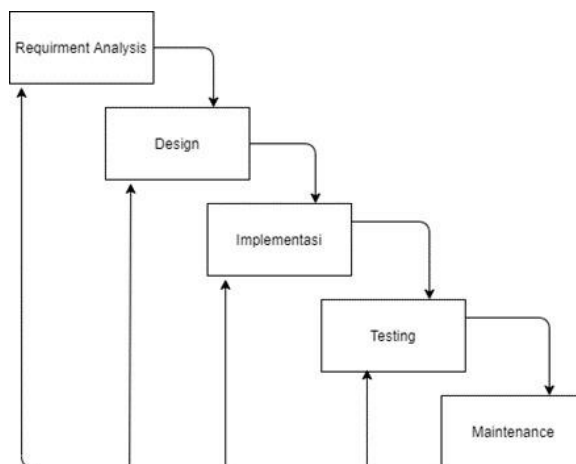 Requirment Analysis
Design
Implementasi
Testing
Maintenance